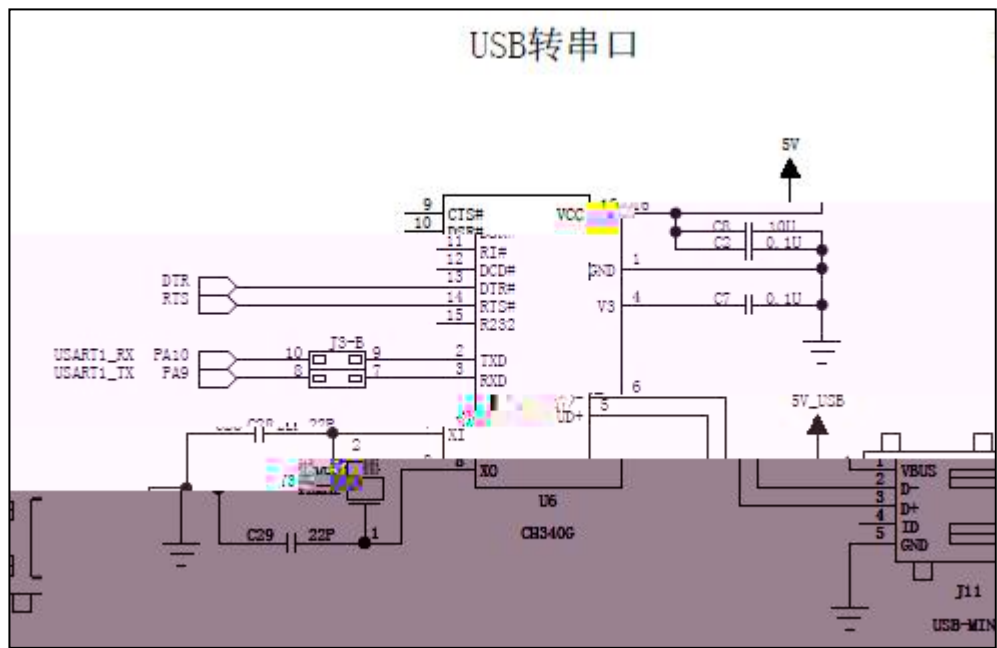 USB转串口
5V
9 CTS# VCC
10
11 RI#
12 DCD# GND 1
13 DTR#
14 RTS# V3 4
15 R232
C8 10U
C2 0.1U
C7 0.1U
DTR
RTS
USART1_RX PA10 10 J3-B 9 2 TXD
USART1_TX PA9 8 7 3 RXD
6
5 UD+
5V_USB
XI
2
8 XO
U6
CH340G
C29 22P 1
1 VBUS
2 D-
3 D+
4 ID
5 GND
J11
USB-MIN